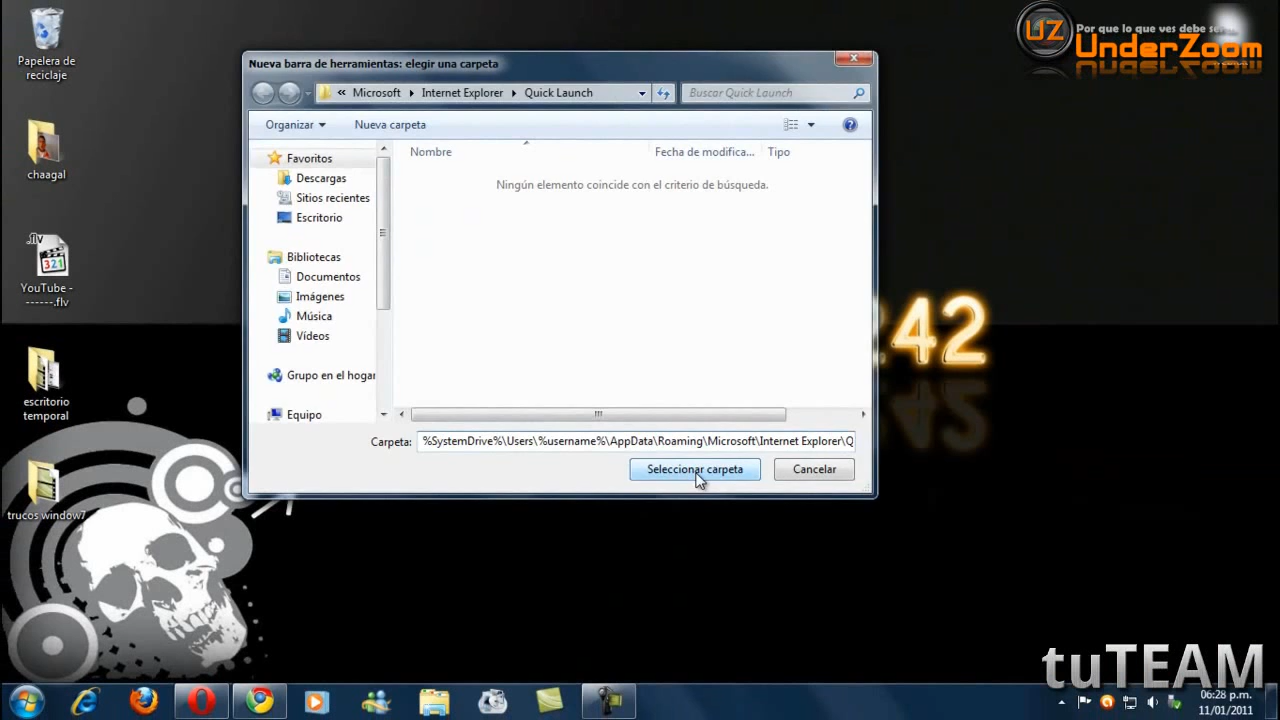 Papelera de
reciclaje
chaagal
.flv
321
YouTube -
------.flv
escritorio
temporal
trucos window7
UZ
Por que lo que ves debe ser
UnderZoom
Nueva barra de herramientas: elegir una carpeta
« Microsoft Internet Explorer Quick Launch
Buscar Quick Launch
Organizar Nueva carpeta
Nombre Fecha de modifica... Tipo
Ningún elemento coincide con el criterio de búsqueda.
Favoritos
Descargas
Sitios recientes
Escritorio
Bibliotecas
Documentos
Imágenes
Música
Vídeos
Grupo en el hogar
Equipo
Carpeta: %SystemDrive%\Users\%username%\AppData\Roaming\Microsoft\Internet Explorer\Q
Seleccionar carpeta Cancelar
42
tuTEAM
06:28 p.m.
11/01/2011